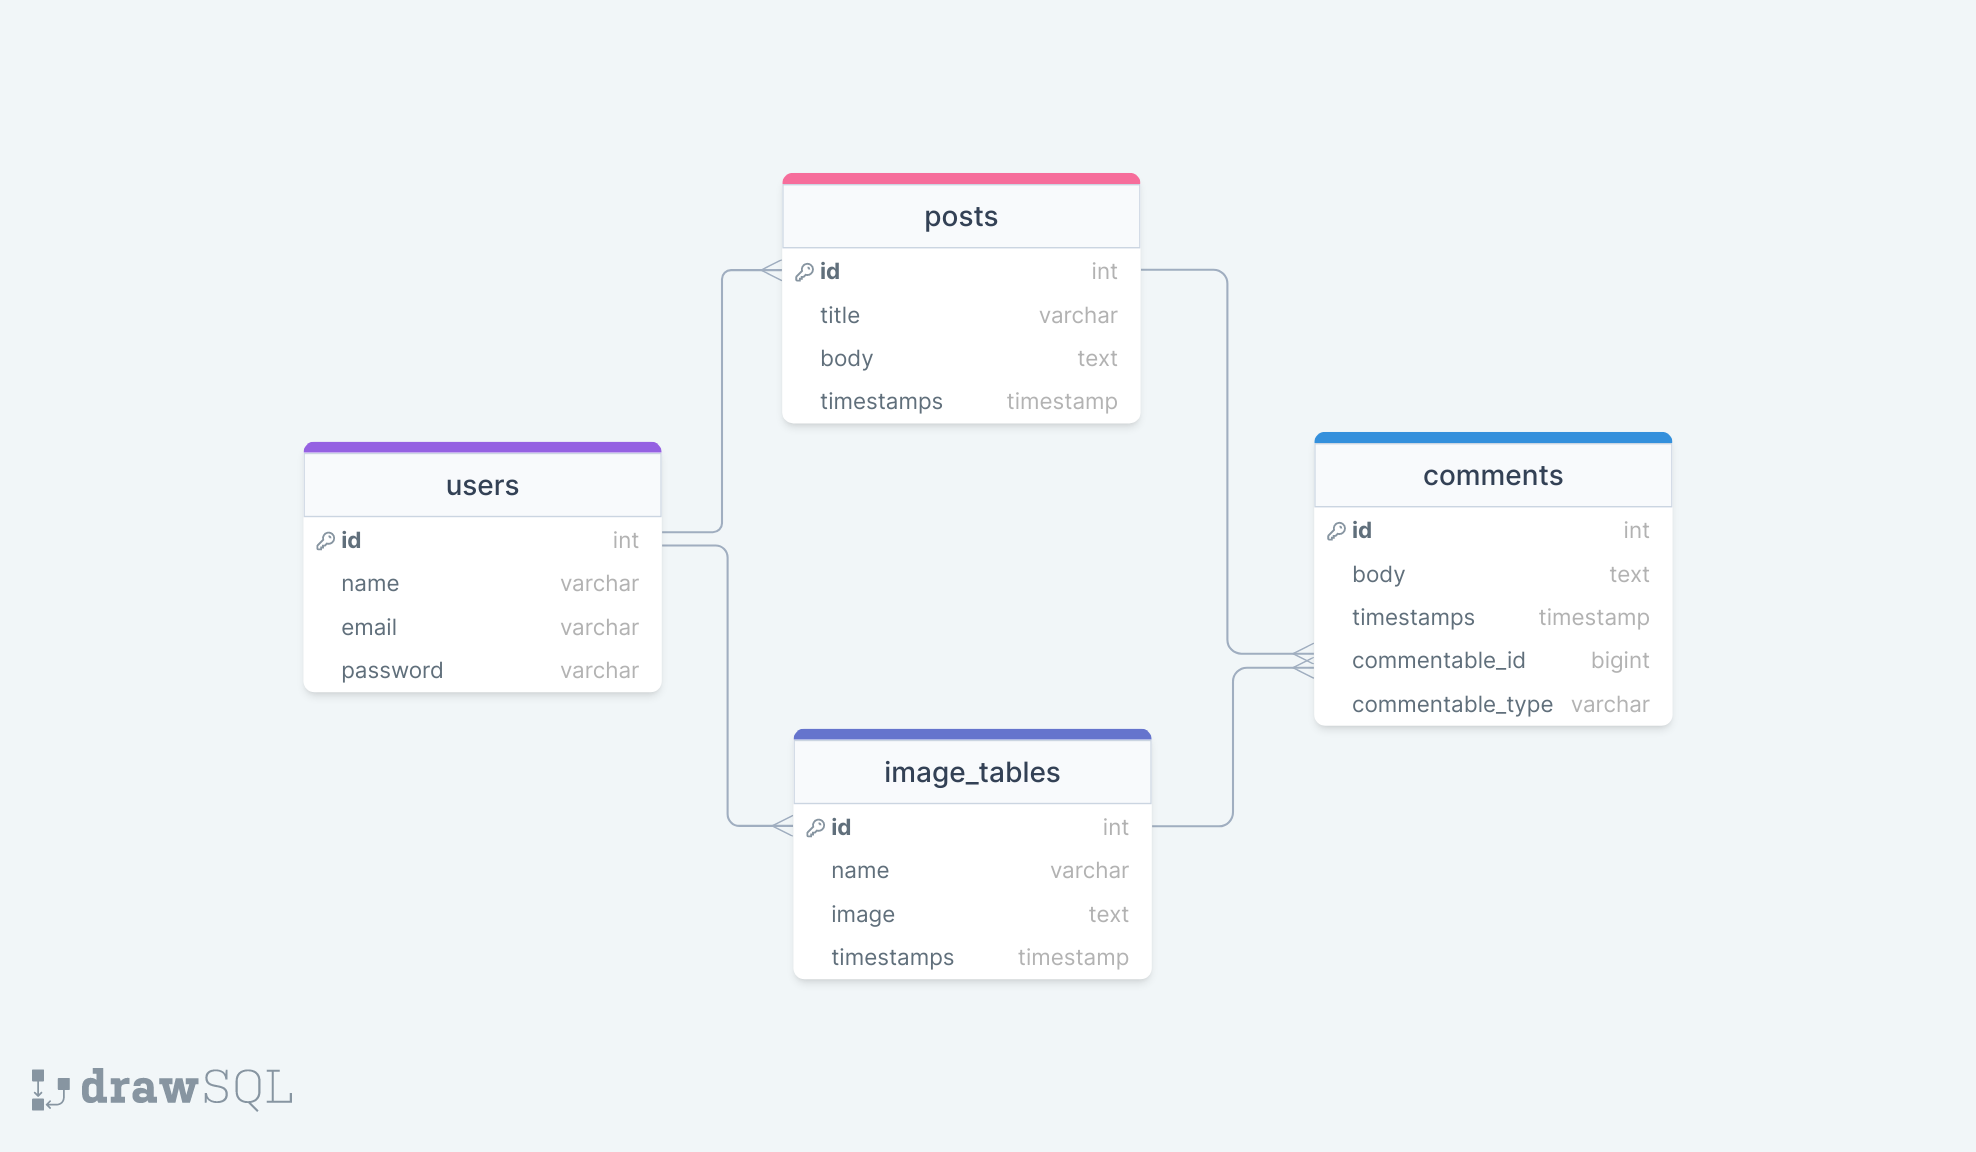 posts
id int
title varchar
body text
timestamps timestamp
users
id int
name varchar
email varchar
password varchar
comments
id int
body text
timestamps timestamp
commentable_id bigint
commentable_type varchar
image_tables
id int
name varchar
image text
timestamps timestamp
drawSQL